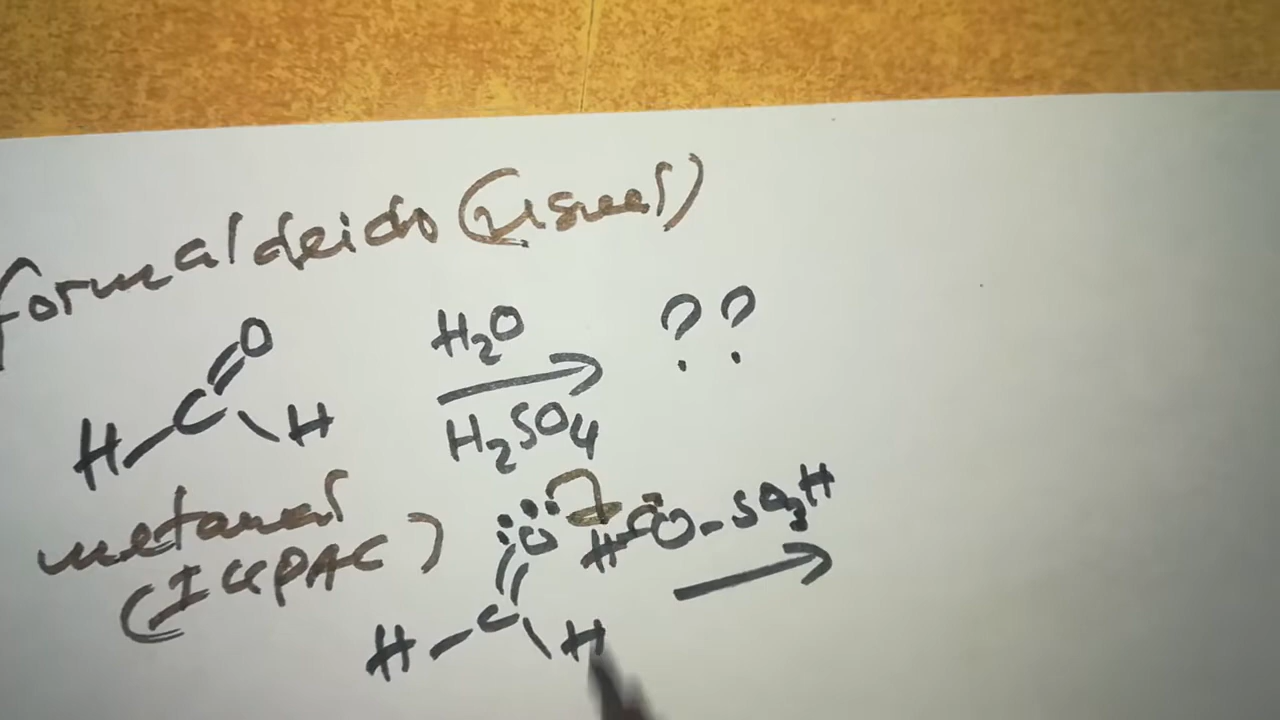 formaldeido (usual)
H2O
??
H2SO4
O
H C H
metanal
(IUPAC)
O H O-SO3H
H C H